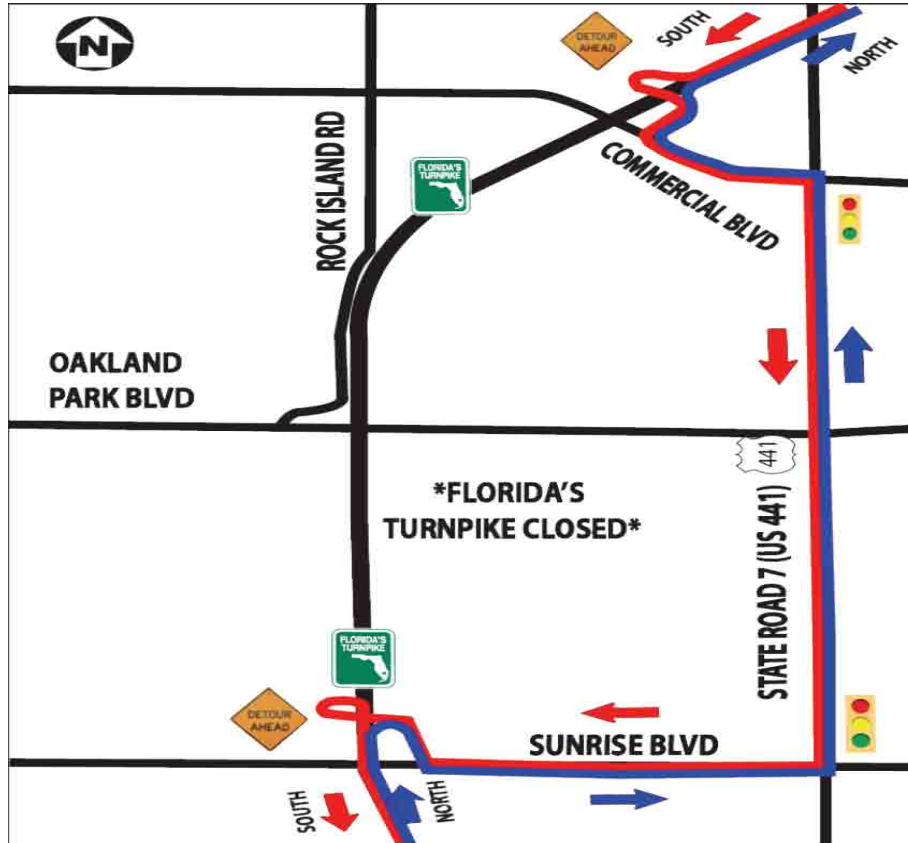 N
DETOUR
AHEAD
SOUTH
NORTH
ROCK ISLAND RD
FLORIDA'S
TURNPIKE
COMMERCIAL BLVD
OAKLAND
PARK BLVD
441
*FLORIDA'S
TURNPIKE CLOSED*
STATE ROAD 7 (US 441)
FLORIDA'S
TURNPIKE
DETOUR
AHEAD
SUNRISE BLVD
SOUTH
NORTH